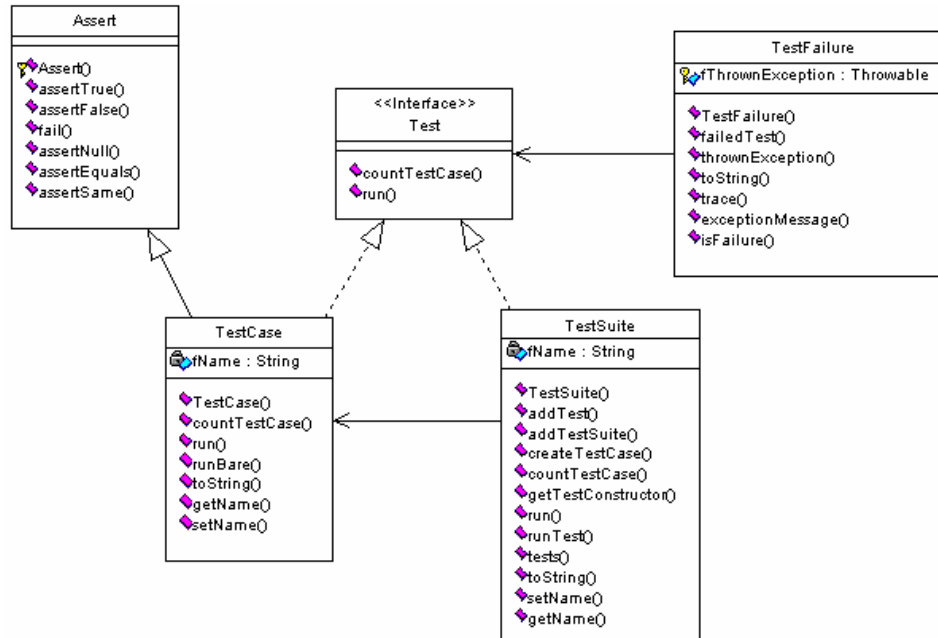 Assert
Assert()
assertTrue()
assertFalse()
fail()
assertNull()
assertEquals()
assertSame()
<<Interface>>
Test
countTestCase()
run()
TestFailure
fThrownException : Throwable
TestFailure()
failedTest()
thrownException()
toString()
trace()
exceptionMessage()
isFailure()
TestCase
fName : String
TestCase()
countTestCase()
run()
runBare()
toString()
getName()
setName()
TestSuite
fName : String
TestSuite()
addTest()
addTestSuite()
createTestCase()
countTestCase()
getTestConstructor()
run()
runTest()
tests()
toString()
setName()
getName()